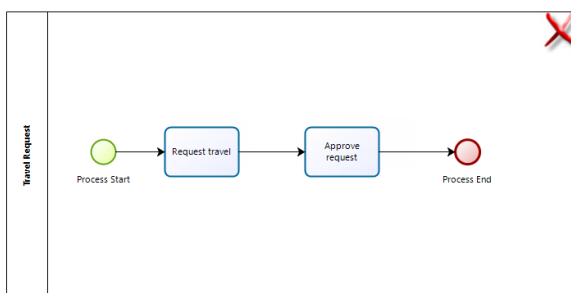 Travel Request
Request travel
Approve
request
Process Start
Process End